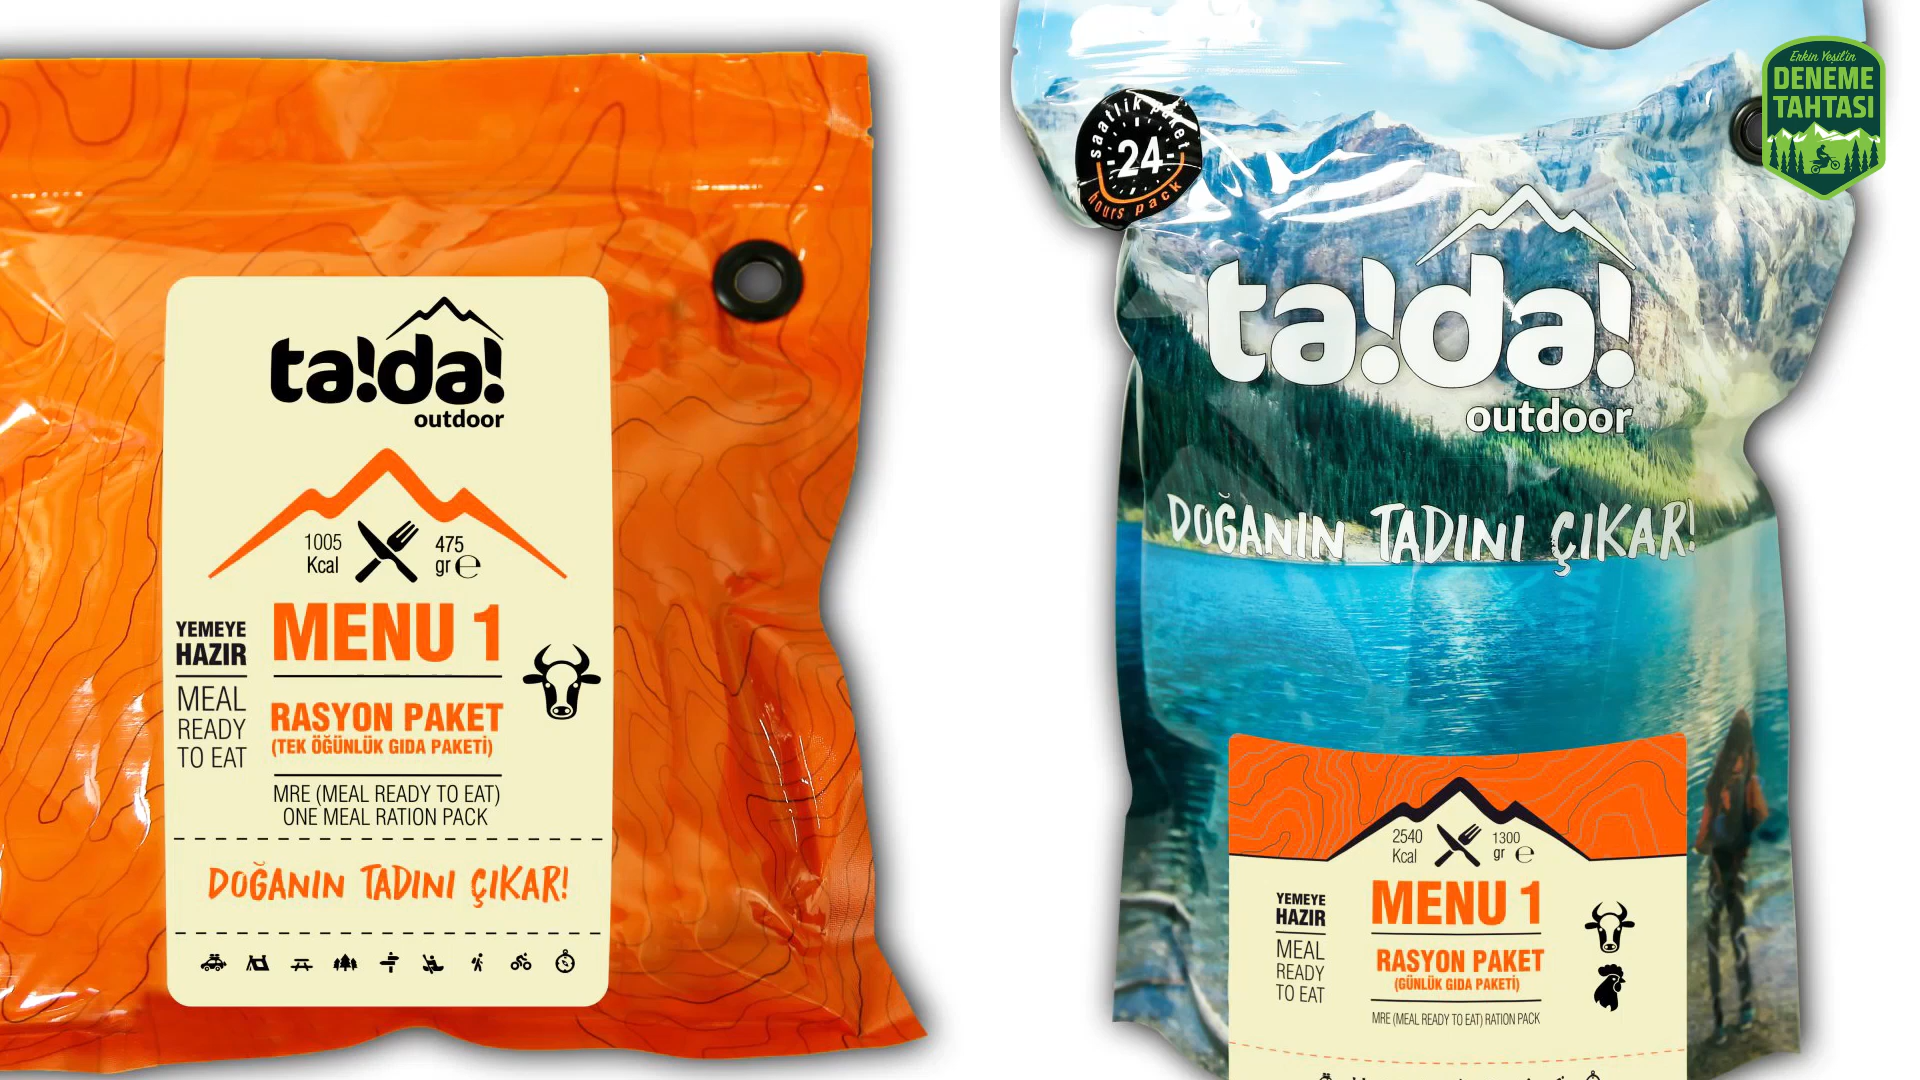 ta!da!
outdoor
1005
Kcal
475
gr ℮
YEMEYE
HAZIR
MEAL
READY
TO EAT
MENU 1
RASYON PAKET
(TEK ÖĞÜNLÜK GIDA PAKETİ)
MRE (MEAL READY TO EAT)
ONE MEAL RATION PACK
DOĞANIN TADINI ÇIKAR!
saatlik paket
24
hours pack
ta!da!
outdoor
DOĞANIN TADINI ÇIKAR!
2540
Kcal
1300
gr ℮
YEMEYE
HAZIR
MEAL
READY
TO EAT
MENU 1
RASYON PAKET
(GÜNLÜK GIDA PAKETİ)
MRE (MEAL READY TO EAT) RATION PACK
Erkin Yeşil'in
DENEME
TAHTASI